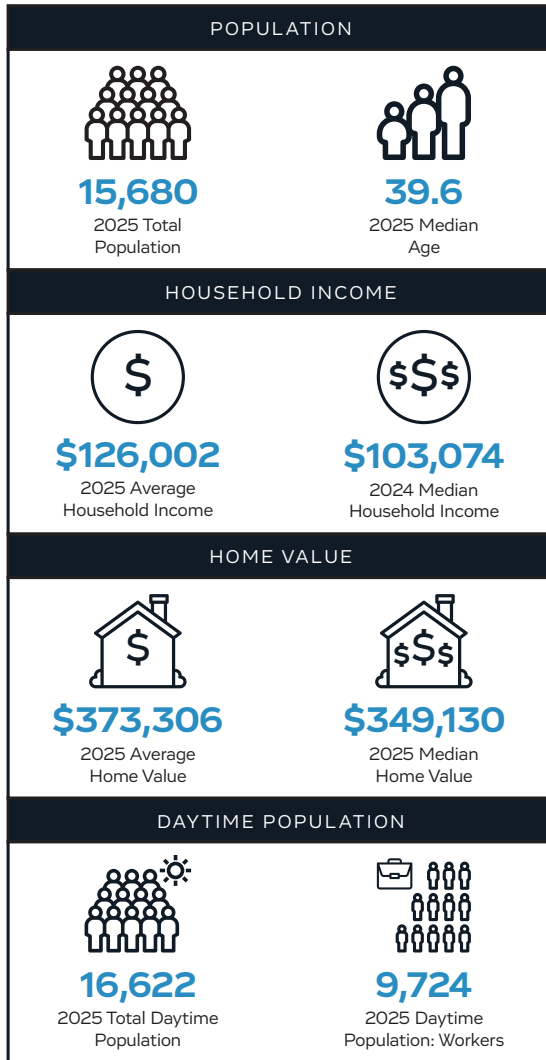 POPULATION
15,680
2025 Total
Population
39.6
2025 Median
Age
HOUSEHOLD INCOME
$
$126,002
2025 Average
Household Income
$$$
$103,074
2024 Median
Household Income
HOME VALUE
$
$373,306
2025 Average
Home Value
$$$
$349,130
2025 Median
Home Value
DAYTIME POPULATION
16,622
2025 Total Daytime
Population
9,724
2025 Daytime
Population: Workers